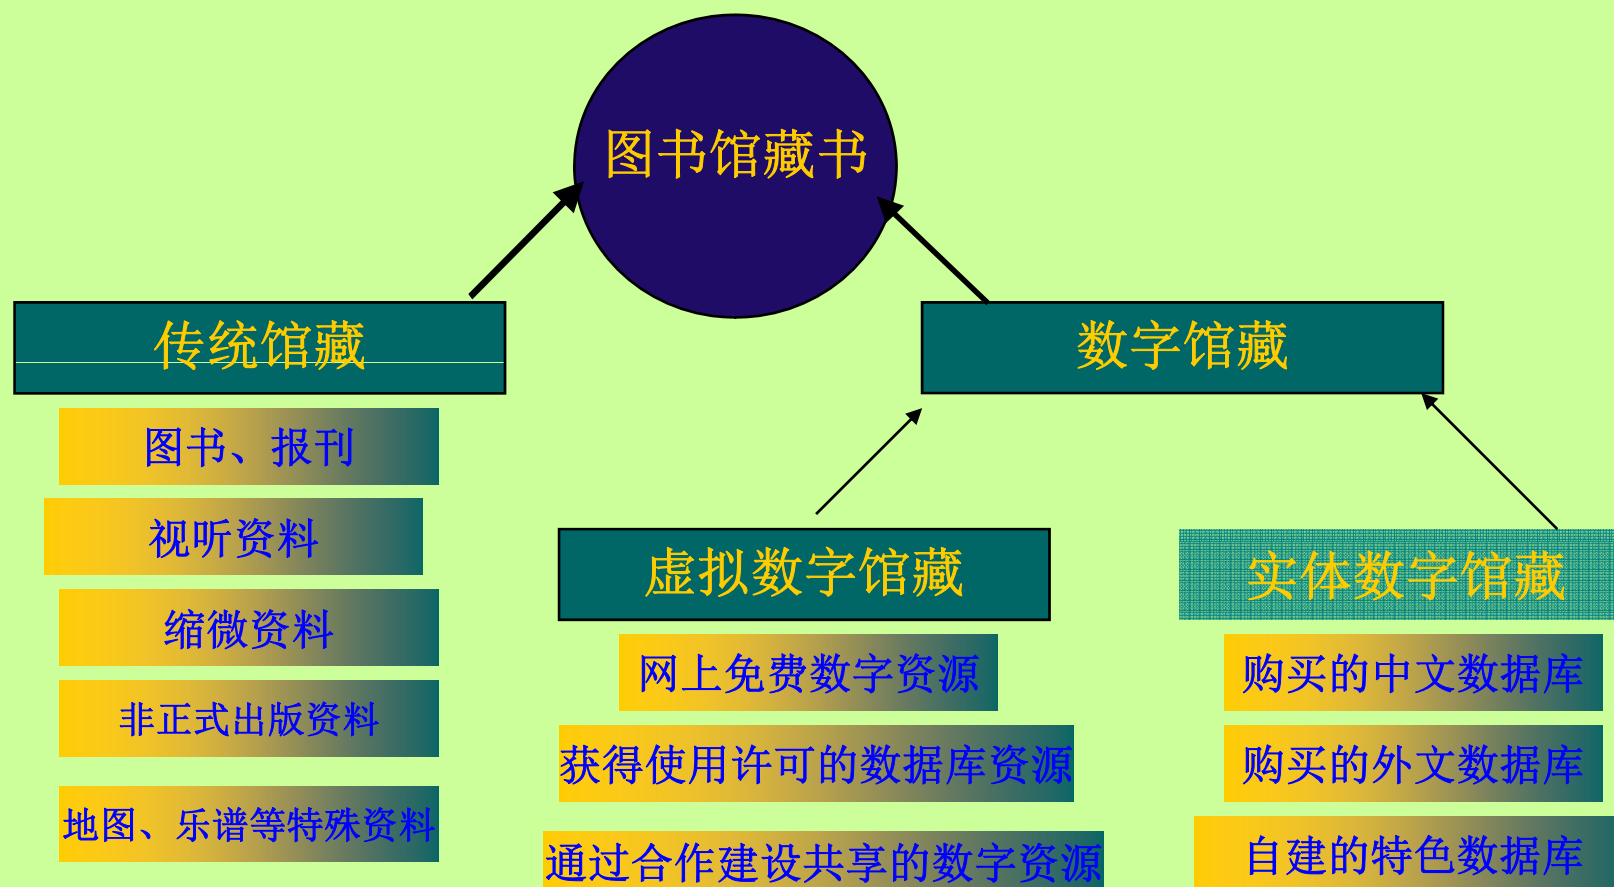 图书馆藏书
传统馆藏
图书、报刊
视听资料
缩微资料
非正式出版资料
地图、乐谱等特殊资料
数字馆藏
虚拟数字馆藏
网上免费数字资源
获得使用许可的数据库资源
通过合作建设共享的数字资源
实体数字馆藏
购买的中文数据库
购买的外文数据库
自建的特色数据库